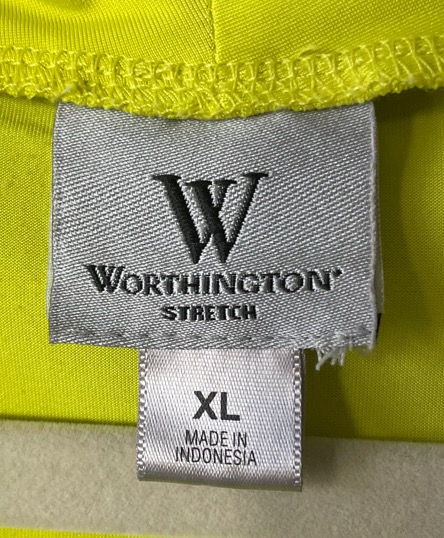 W
WORTHINGTON®
STRETCH
XL
MADE IN
INDONESIA